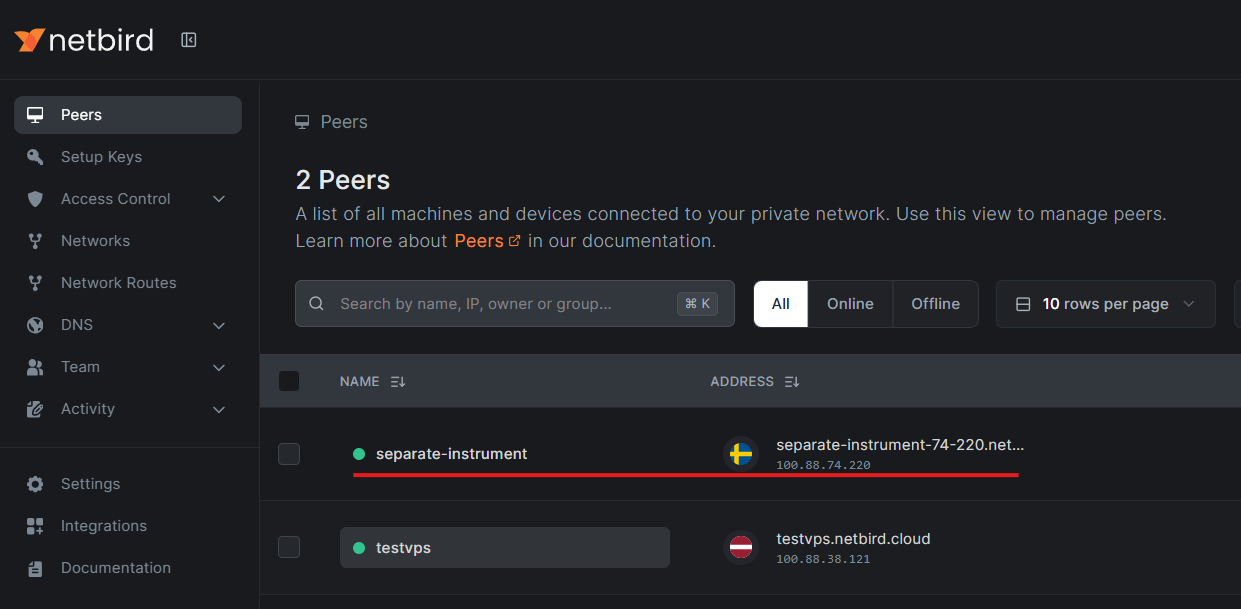 netbird
Peers
Setup Keys
Access Control
Networks
Network Routes
DNS
Team
Activity
Settings
Integrations
Documentation
Peers
2 Peers
A list of all machines and devices connected to your private network. Use this view to manage peers.
Learn more about Peers in our documentation.
Search by name, IP, owner or group... ⌘ K All Online Offline 10 rows per page
NAME ADDRESS
separate-instrument separate-instrument-74-220.net...
100.88.74.220
testvps testvps.netbird.cloud
100.88.38.121